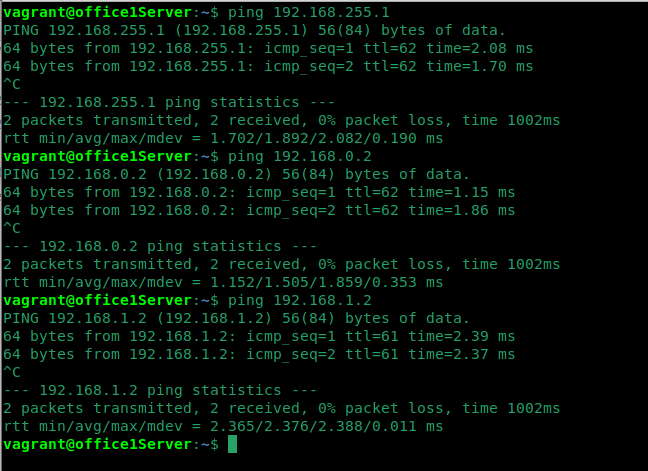 vagrant@office1Server:~$ ping 192.168.255.1
PING 192.168.255.1 (192.168.255.1) 56(84) bytes of data.
64 bytes from 192.168.255.1: icmp_seq=1 ttl=62 time=2.08 ms
64 bytes from 192.168.255.1: icmp_seq=2 ttl=62 time=1.70 ms
^C
--- 192.168.255.1 ping statistics ---
2 packets transmitted, 2 received, 0% packet loss, time 1002ms
rtt min/avg/max/mdev = 1.702/1.892/2.082/0.190 ms
vagrant@office1Server:~$ ping 192.168.0.2
PING 192.168.0.2 (192.168.0.2) 56(84) bytes of data.
64 bytes from 192.168.0.2: icmp_seq=1 ttl=62 time=1.15 ms
64 bytes from 192.168.0.2: icmp_seq=2 ttl=62 time=1.86 ms
^C
--- 192.168.0.2 ping statistics ---
2 packets transmitted, 2 received, 0% packet loss, time 1002ms
rtt min/avg/max/mdev = 1.152/1.505/1.859/0.353 ms
vagrant@office1Server:~$ ping 192.168.1.2
PING 192.168.1.2 (192.168.1.2) 56(84) bytes of data.
64 bytes from 192.168.1.2: icmp_seq=1 ttl=61 time=2.39 ms
64 bytes from 192.168.1.2: icmp_seq=2 ttl=61 time=2.37 ms
^C
--- 192.168.1.2 ping statistics ---
2 packets transmitted, 2 received, 0% packet loss, time 1002ms
rtt min/avg/max/mdev = 2.365/2.376/2.388/0.011 ms
vagrant@office1Server:~$